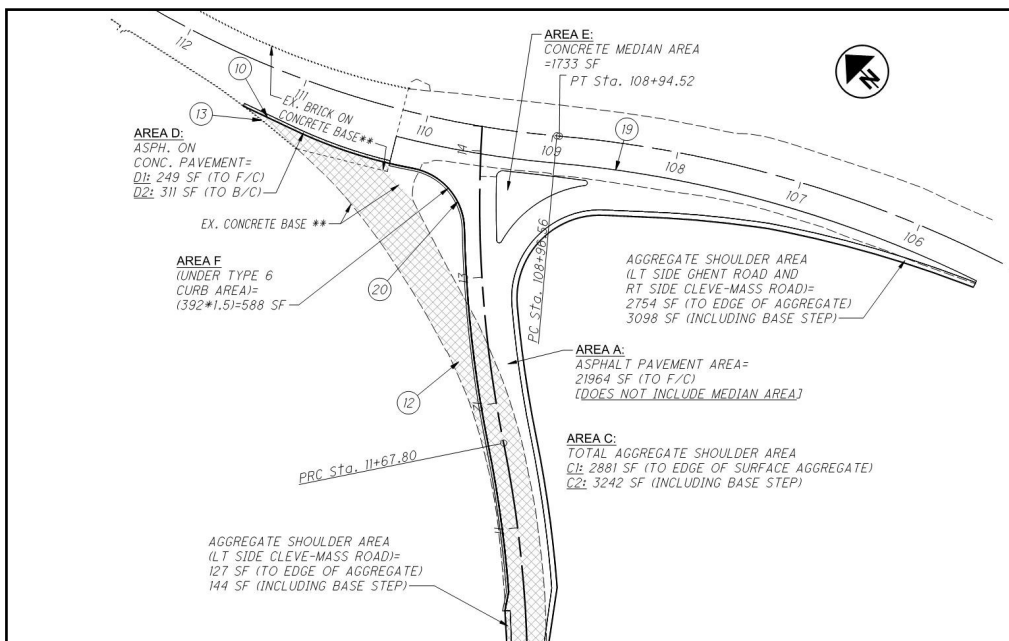 112
10
13
111
EX. BRICK ON
CONCRETE BASE**
110
14
AREA E:
CONCRETE MEDIAN AREA
=1733 SF
PT Sta. 108+94.52
N
109
19
108
107
106
AREA D:
ASPH. ON
CONC. PAVEMENT=
D1: 249 SF (TO F/C)
D2: 311 SF (TO B/C)
EX. CONCRETE BASE **
AREA F
(UNDER TYPE 6
CURB AREA)=
(392*1.5)=588 SF
20
13
PC Sta. 108+96.56
AGGREGATE SHOULDER AREA
(LT SIDE GHENT ROAD AND
RT SIDE CLEVE-MASS ROAD)=
2754 SF (TO EDGE OF AGGREGATE)
3098 SF (INCLUDING BASE STEP)
AREA A:
ASPHALT PAVEMENT AREA=
21964 SF (TO F/C)
[DOES NOT INCLUDE MEDIAN AREA]
12
12
PRC Sta. 11+67.80
AREA C:
TOTAL AGGREGATE SHOULDER AREA
C1: 2881 SF (TO EDGE OF SURFACE AGGREGATE)
C2: 3242 SF (INCLUDING BASE STEP)
11
AGGREGATE SHOULDER AREA
(LT SIDE CLEVE-MASS ROAD)=
127 SF (TO EDGE OF AGGREGATE)
144 SF (INCLUDING BASE STEP)